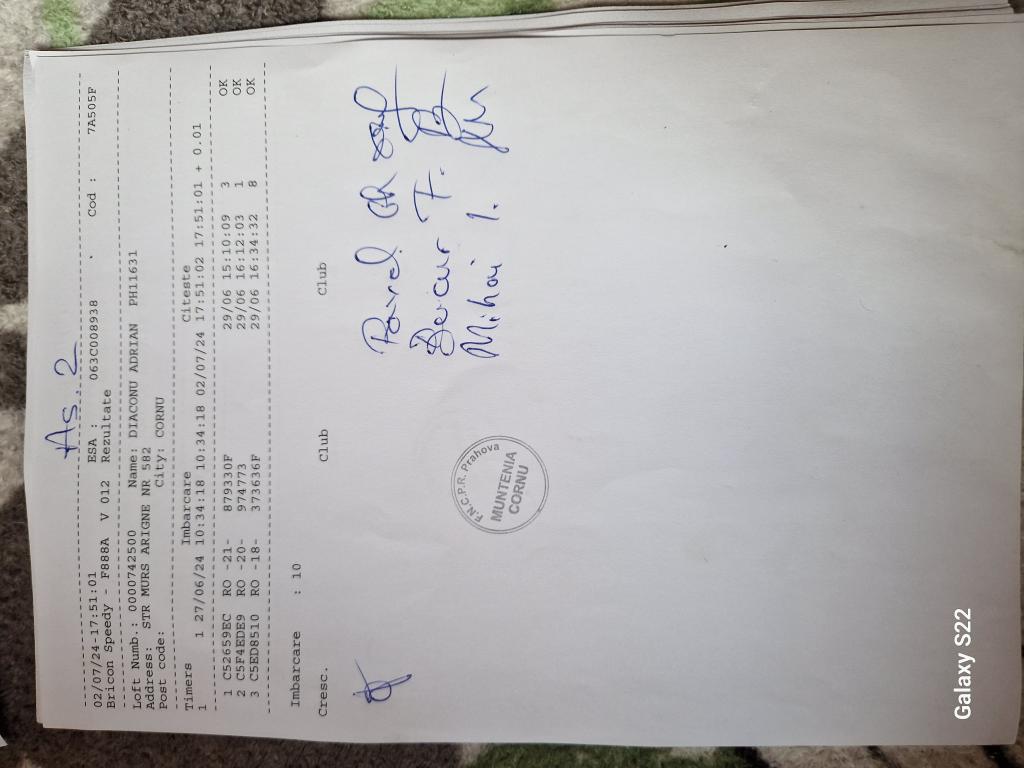 As. 2
02/07/24-17:51:01 ESA : 063C008938 . Cod : 7A505F
Bricon Speedy - F888A V 012 Rezultate
Loft Numb.: 0000742500 Name: DIACONU ADRIAN PH11631
Address: STR MURS ARIGNE NR 582
Post code: City: CORNU
Timers Imbarcare Citeste
1 1 27/06/24 10:34:18 10:34:18 02/07/24 17:51:02 17:51:01 + 0.01
1 C52659EC RO -21- 879330F 29/06 15:10:09 3 OK
2 C5F4EDE9 RO -20- 974773 29/06 16:12:03 1 OK
3 C5ED8510 RO -18- 373636F 29/06 16:34:32 8 OK
Imbarcare : 10
Cresc. Club Club
F.N.C.P.R. Prahova
MUNTENIA
CORNU
Mihai I.
Galaxy S22